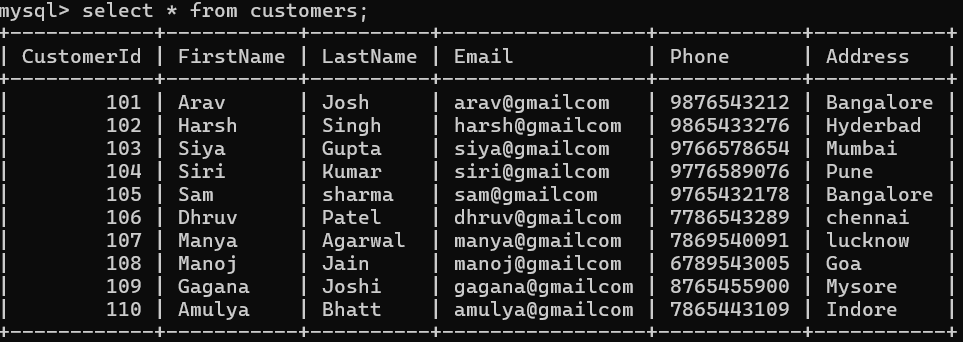 mysql> select * from customers;
+------------+-----------+----------+------------------+------------+-----------+
| CustomerId | FirstName | LastName | Email            | Phone      | Address   |
+------------+-----------+----------+------------------+------------+-----------+
|        101 | Arav      | Josh     | arav@gmailcom    | 9876543212 | Bangalore |
|        102 | Harsh     | Singh    | harsh@gmailcom   | 9865433276 | Hyderbad  |
|        103 | Siya      | Gupta    | siya@gmailcom    | 9766578654 | Mumbai    |
|        104 | Siri      | Kumar    | siri@gmailcom    | 9776589076 | Pune      |
|        105 | Sam       | sharma   | sam@gmailcom     | 9765432178 | Bangalore |
|        106 | Dhruv     | Patel    | dhruv@gmailcom   | 7786543289 | chennai   |
|        107 | Manya     | Agarwal  | manya@gmailcom   | 7869540091 | lucknow   |
|        108 | Manoj     | Jain     | manoj@gmailcom   | 6789543005 | Goa       |
|        109 | Gagana    | Joshi    | gagana@gmailcom  | 8765455900 | Mysore    |
|        110 | Amulya    | Bhatt    | amulya@gmailcom  | 7865443109 | Indore    |
+------------+-----------+----------+------------------+------------+-----------+